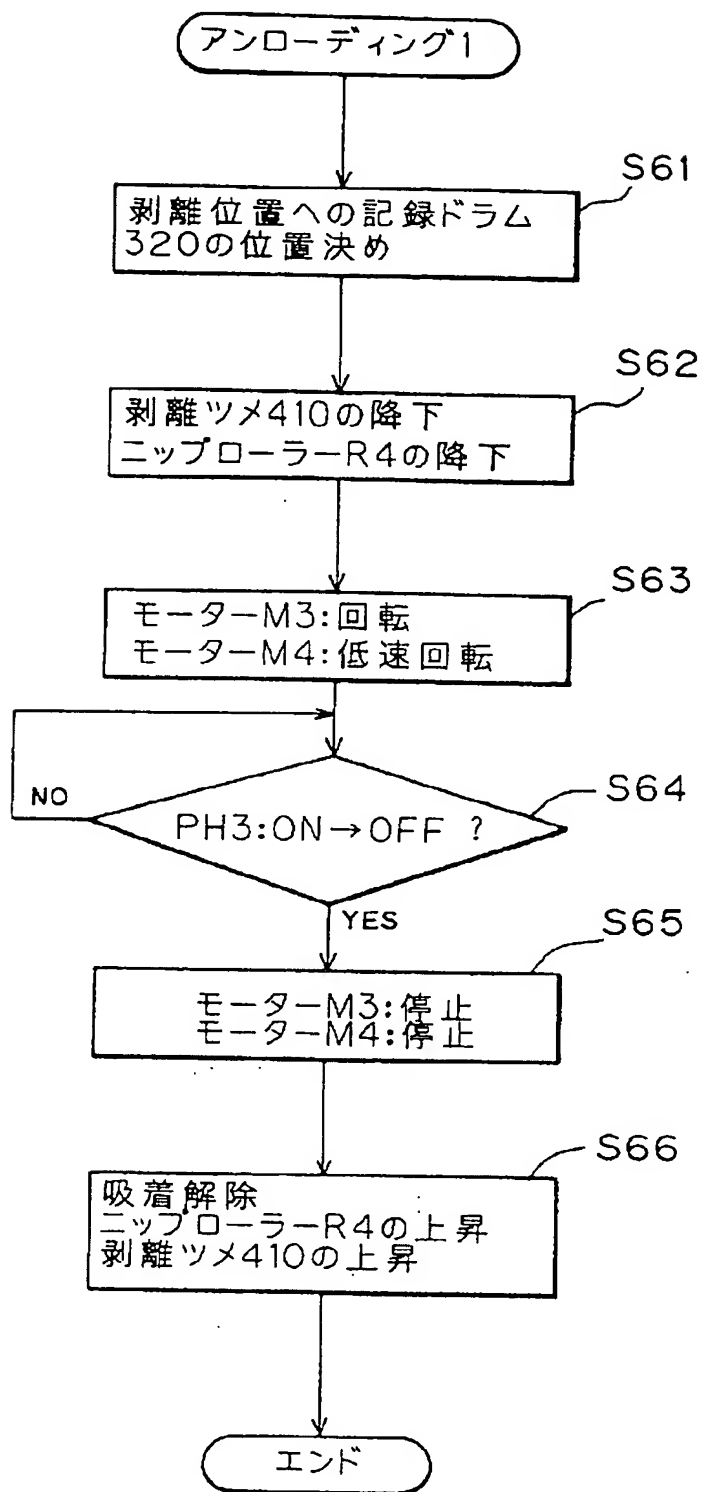 アンローディング1
S61
剥離位置への記録ドラム
320の位置決め
S62
剥離ツメ410の降下
ニップローラーR4の降下
S63
モーターM3:回転
モーターM4:低速回転
S64
NO
PH3:ON→OFF ?
YES
S65
モーターM3:停止
モーターM4:停止
S66
吸着解除
ニップローラーR4の上昇
剥離ツメ410の上昇
エンド